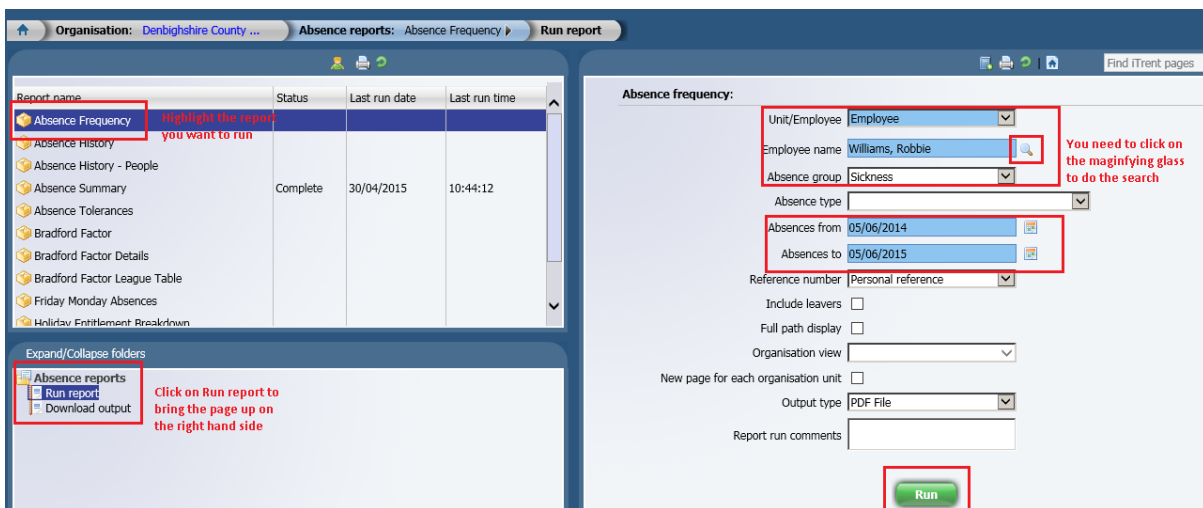 Organisation: Denbighshire County ... Absence reports: Absence Frequency Run report
Find iTrent pages
Report name Status Last run date Last run time
Absence Frequency
Absence History
Absence History - People
Absence Summary Complete 30/04/2015 10:44:12
Absence Tolerances
Bradford Factor
Bradford Factor Details
Bradford Factor League Table
Friday Monday Absences
Holiday Entitlement Breakdown
Highlight the report
you want to run
Expand/Collapse folders
Absence reports
Run report
Download output
Click on Run report to
bring the page up on
the right hand side
Absence frequency:
Unit/Employee Employee
Employee name Williams, Robbie
Absence group Sickness
Absence type
Absences from 05/06/2014
Absences to 05/06/2015
Reference number Personal reference
Include leavers
Full path display
Organisation view
New page for each organisation unit
Output type PDF File
Report run comments
Run
You need to click on
the maginfying glass
to do the search